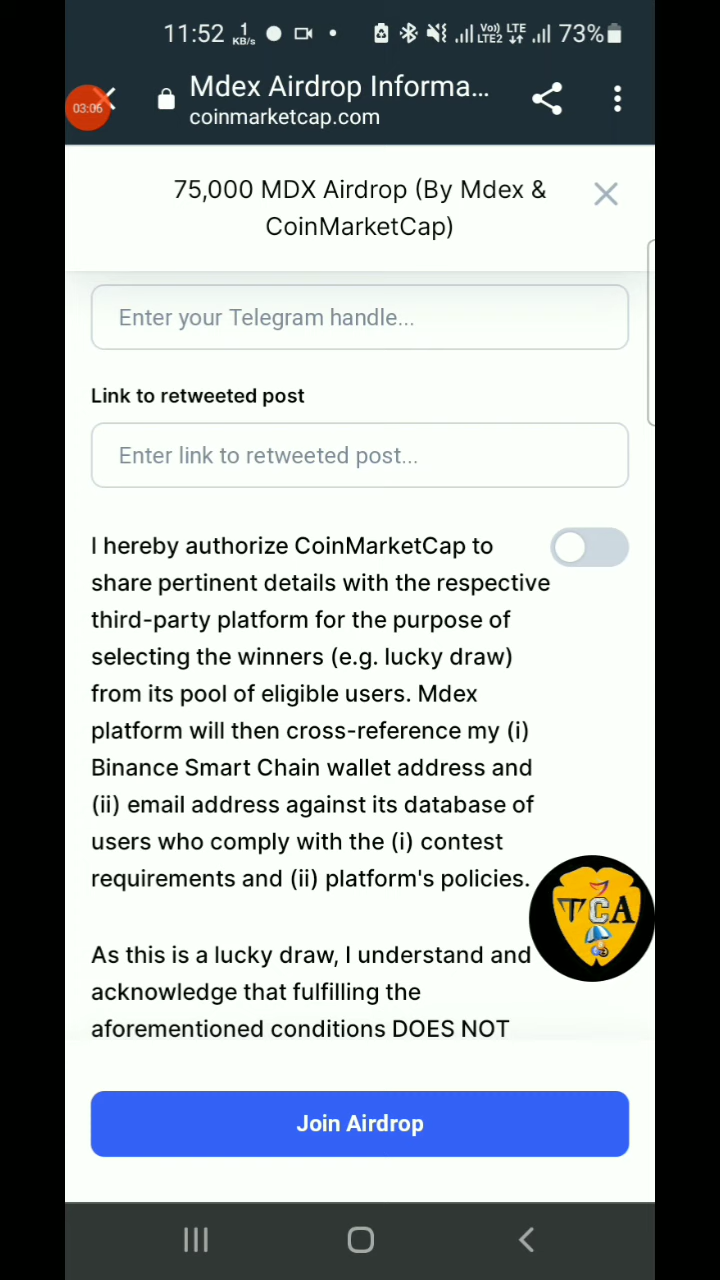 11:52 1 KB/s Vo)) LTE2 LTE 73%
Mdex Airdrop Informa...
03:06
coinmarketcap.com
75,000 MDX Airdrop (By Mdex &
CoinMarketCap)
Enter your Telegram handle...
Link to retweeted post
Enter link to retweeted post...
I hereby authorize CoinMarketCap to
share pertinent details with the respective
third-party platform for the purpose of
selecting the winners (e.g. lucky draw)
from its pool of eligible users. Mdex
platform will then cross-reference my (i)
Binance Smart Chain wallet address and
(ii) email address against its database of
users who comply with the (i) contest
requirements and (ii) platform's policies.
TCA
As this is a lucky draw, I understand and
acknowledge that fulfilling the
aforementioned conditions DOES NOT
Join Airdrop